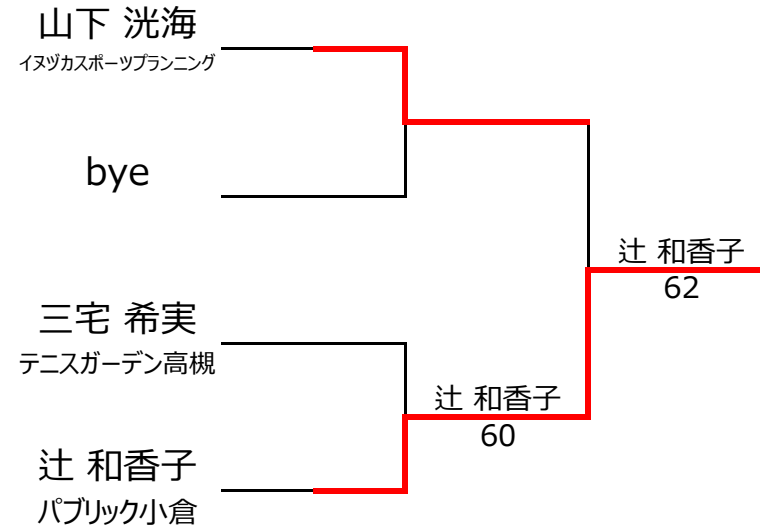 山下 洸海
イヌヅカスポーツプランニング
bye
辻 和香子
62
三宅 希実
テニスガーデン高槻
辻 和香子
60
辻 和香子
パブリック小倉